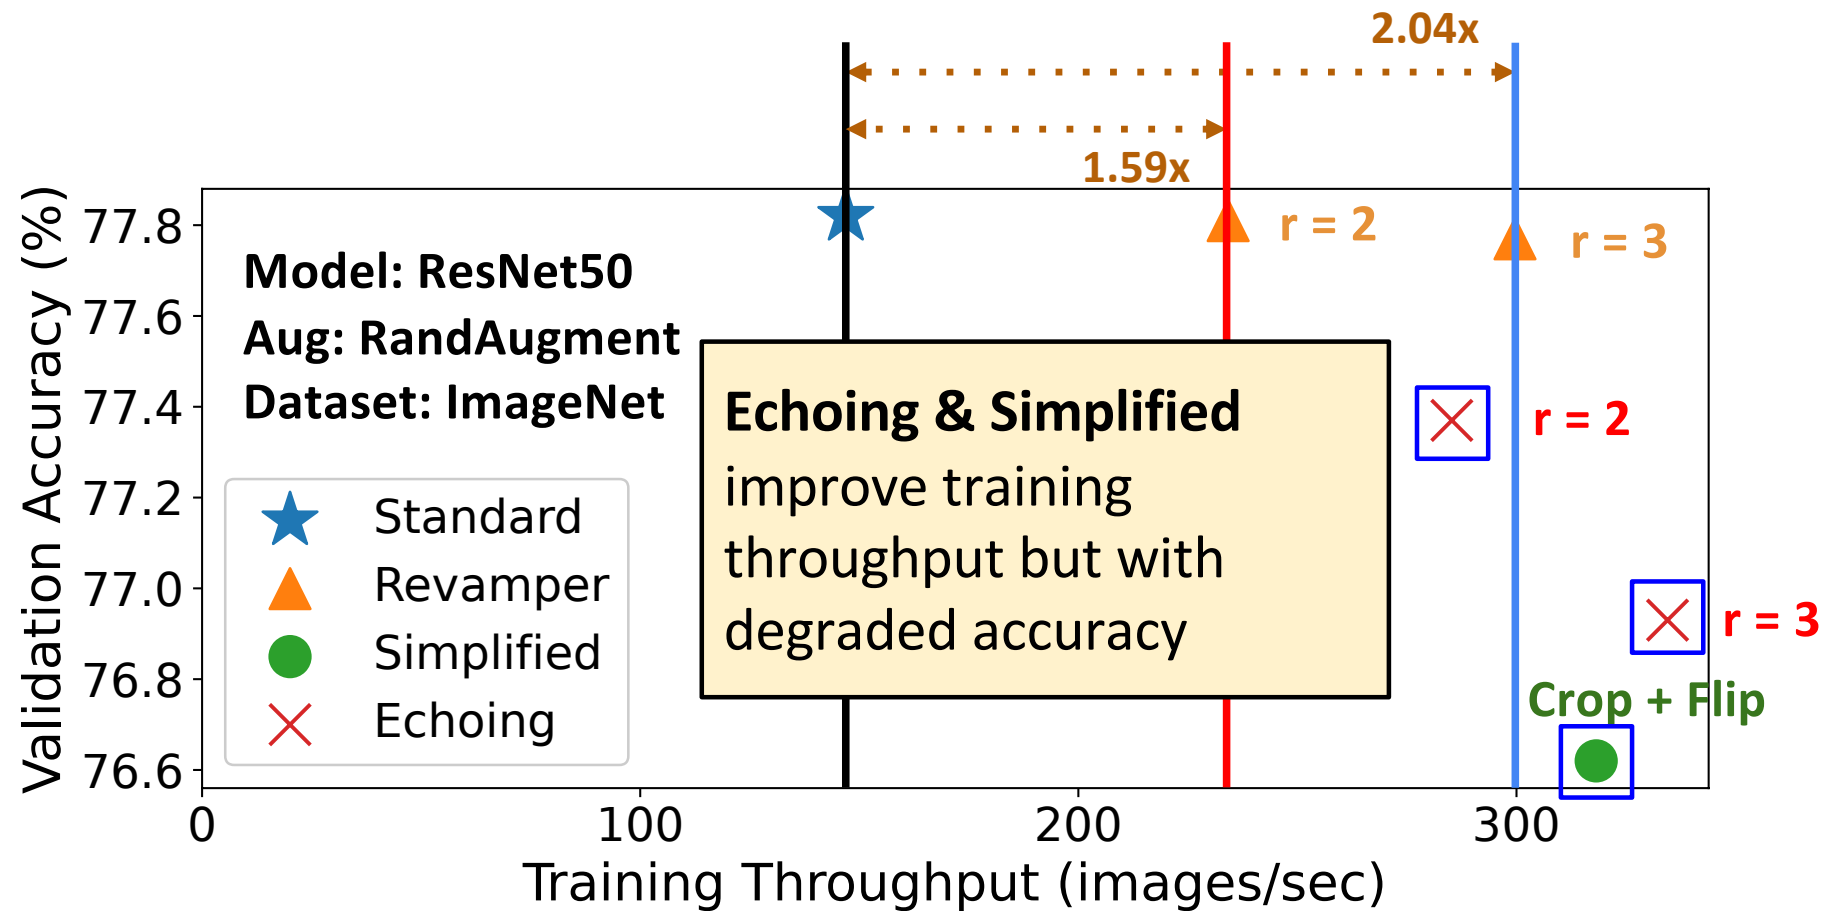 2.04x
1.59x
Validation Accuracy (%)
77.8
77.6
77.4
77.2
77.0
76.8
76.6
r = 2
r = 3
Model: ResNet50
Aug: RandAugment
Dataset: ImageNet
Echoing & Simplified
improve training
throughput but with
degraded accuracy
r = 2
r = 3
Crop + Flip
Standard
Revamper
Simplified
Echoing
0
100
200
300
Training Throughput (images/sec)